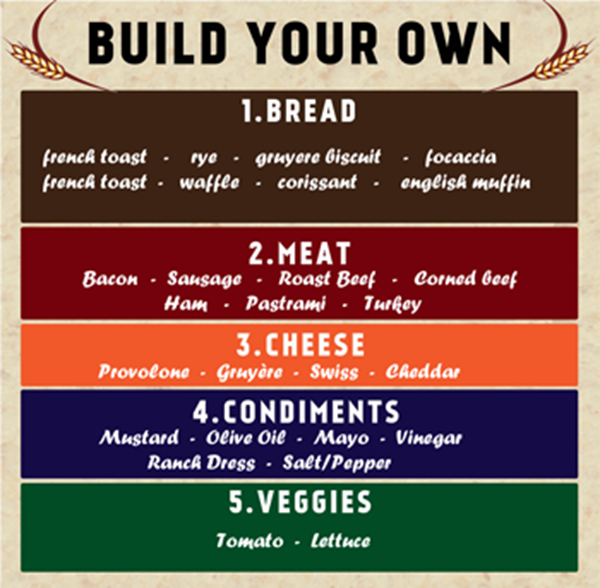 BUILD YOUR OWN
1.BREAD
french toast - rye - gruyere biscuit - focaccia
french toast - waffle - corissant - english muffin
2.MEAT
Bacon - Sausage - Roast Beef - Corned beef
Ham - Pastrami - Turkey
3.CHEESE
Provolone - Gruyère - Swiss - Cheddar
4.CONDIMENTS
Mustard - Olive Oil - Mayo - Vinegar
Ranch Dress - Salt/Pepper
5.VEGGIES
Tomato - Lettuce